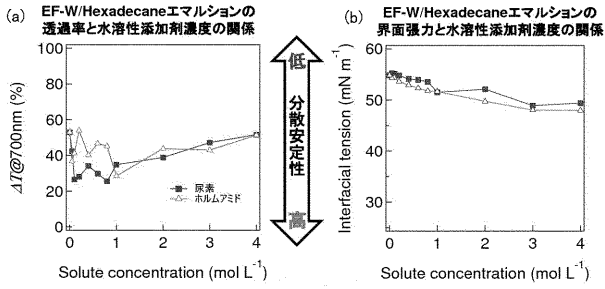 (a)
EF-W/Hexadecaneエマルションの
透過率と水溶性添加剤濃度の関係
100
80
60
40
20
0
ΔT@700nm (%)
尿素
ホルムアミド
0
1
2
3
4
Solute concentration (mol L⁻¹)
低
分散安定性
高
(b)
EF-W/Hexadecaneエマルションの
界面張力と水溶性添加剤濃度の関係
60
50
40
30
Interfacial tension (mN m⁻¹)
0
1
2
3
4
Solute concentration (mol L⁻¹)